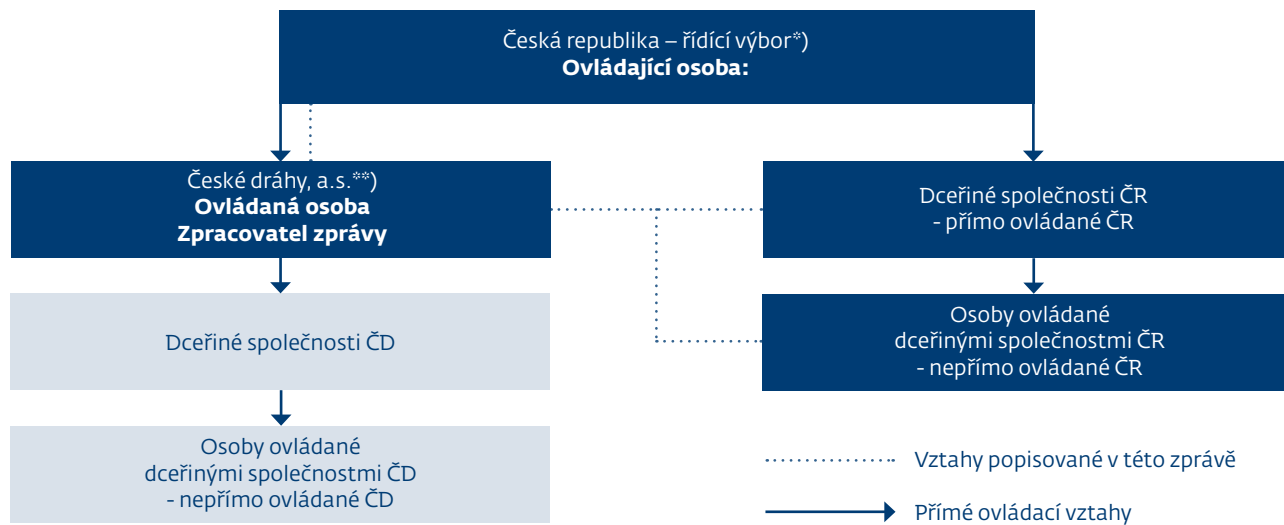 Česká republika – řídící výbor*)
Ovládající osoba:
České dráhy, a.s.**)
Ovládaná osoba
Zpracovatel zprávy
Dceřiné společnosti ČR
- přímo ovládané ČR
Dceřiné společnosti ČD
Osoby ovládané
dceřinými společnostmi ČR
- nepřímo ovládané ČR
Osoby ovládané
dceřinými společnostmi ČD
- nepřímo ovládané ČD
Vztahy popisované v této zprávě
Přímé ovládací vztahy